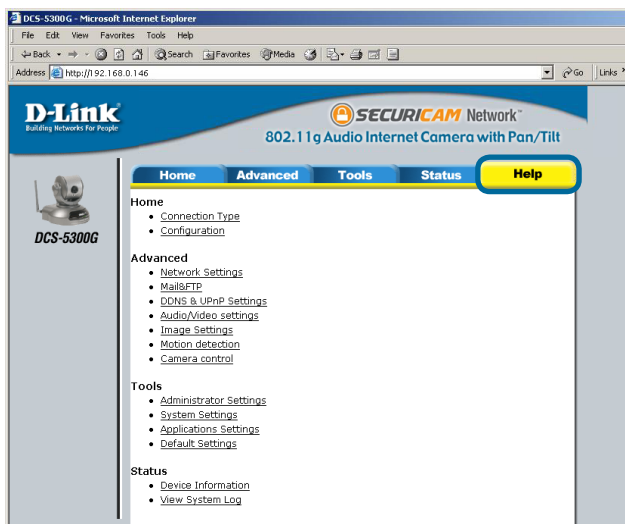 DCS-5300G - Microsoft Internet Explorer
File Edit View Favorites Tools Help
Back Search Favorites Media
Address http://192.168.0.146 Go Links
D-Link
Building Networks For People
SECURICAM Network™
802.11g Audio Internet Camera with Pan/Tilt
DCS-5300G
Home Advanced Tools Status Help
Home
• Connection Type
• Configuration
Advanced
• Network Settings
• Mail&FTP
• DDNS & UPnP Settings
• Audio/Video settings
• Image Settings
• Motion detection
• Camera control
Tools
• Administrator Settings
• System Settings
• Applications Settings
• Default Settings
Status
• Device Information
• View System Log